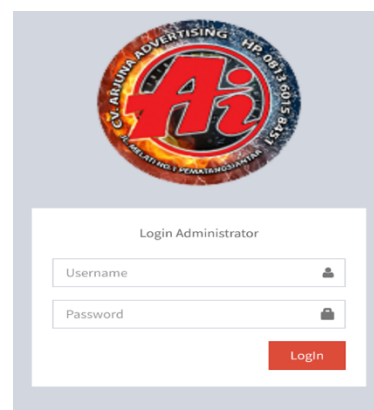 CV. ARJUNA ADVERTISING - HP. 0813 6015 8451
Ai
JL. MELATI NO.1 PEMATANGSIANTAR
Login Administrator
Username
Password
LogIn